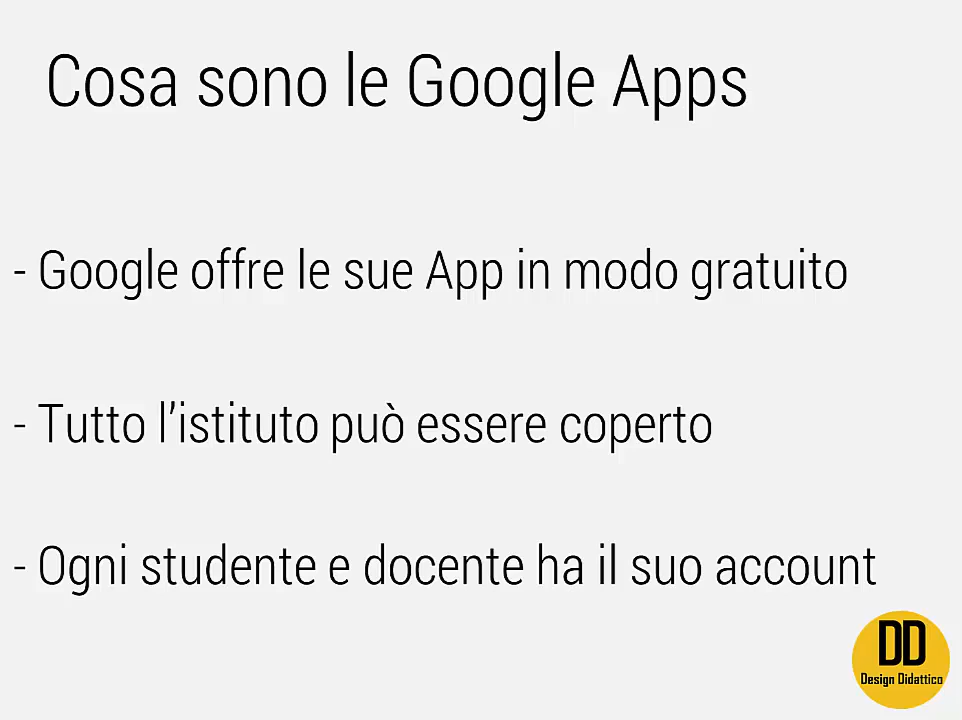 Cosa sono le Google Apps
- Google offre le sue App in modo gratuito
- Tutto l’istituto può essere coperto
- Ogni studente e docente ha il suo account
DD
Design Didattico